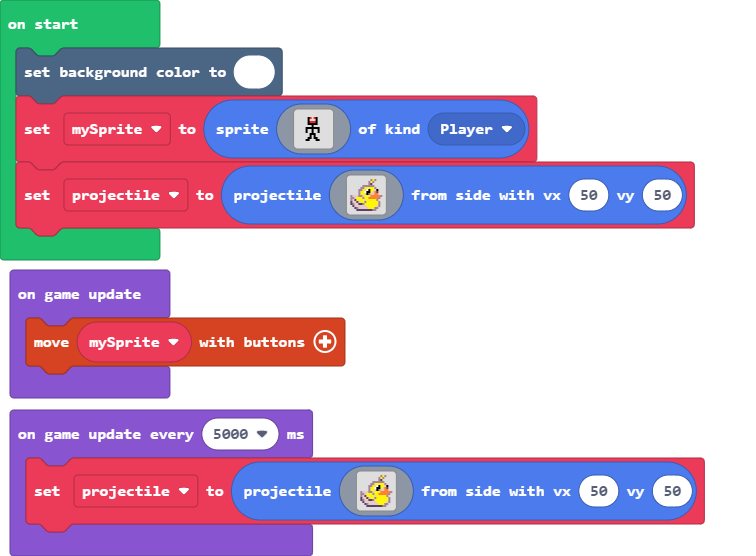 on start
set background color to
set mySprite to sprite of kind Player
set projectile to projectile from side with vx 50 vy 50
on game update
move mySprite with buttons
on game update every 5000 ms
set projectile to projectile from side with vx 50 vy 50